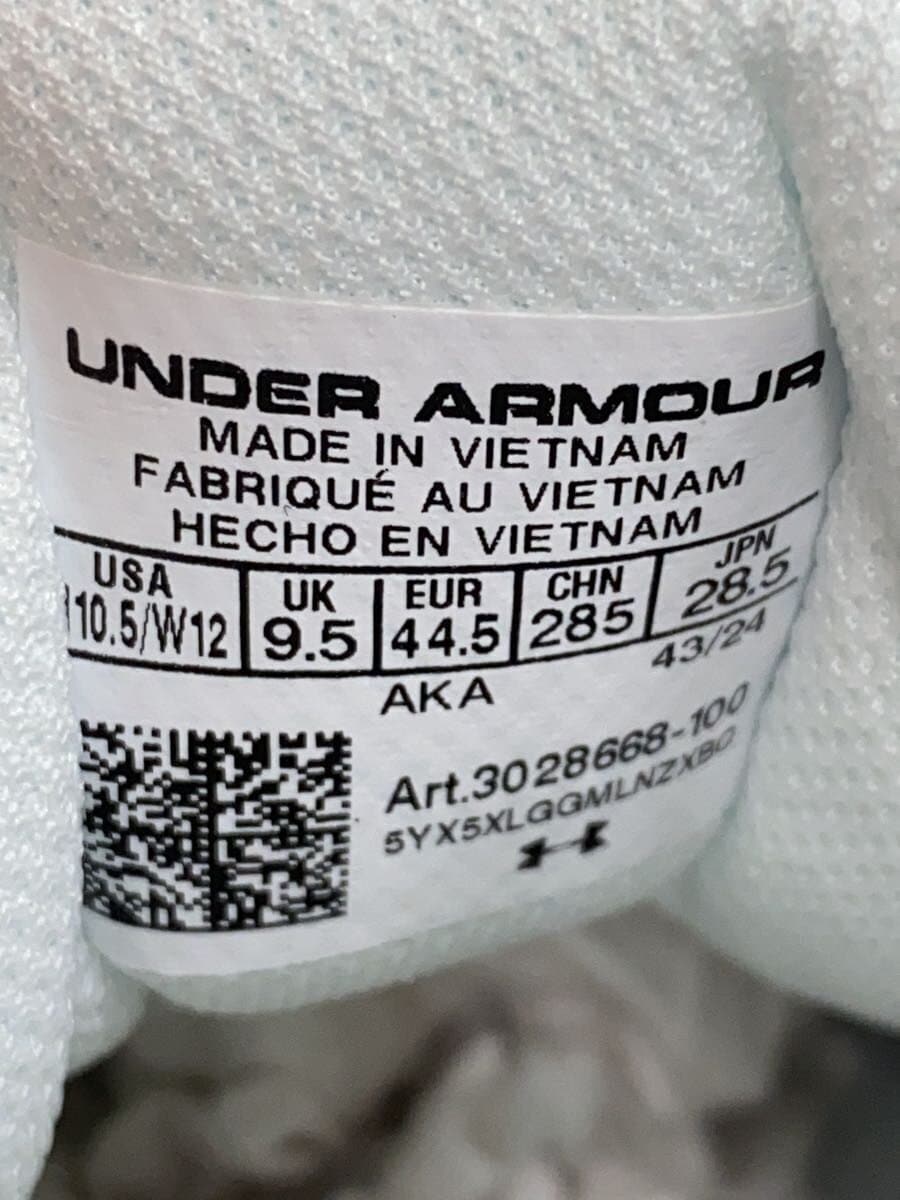 UNDER ARMOUR
MADE IN VIETNAM
FABRIQUÉ AU VIETNAM
HECHO EN VIETNAM
USA UK EUR CHN JPN
10.5/W12 9.5 44.5 285 28.5
AKA 43/24
Art.3028668-100
5YX5XLGGMLNZXBQ